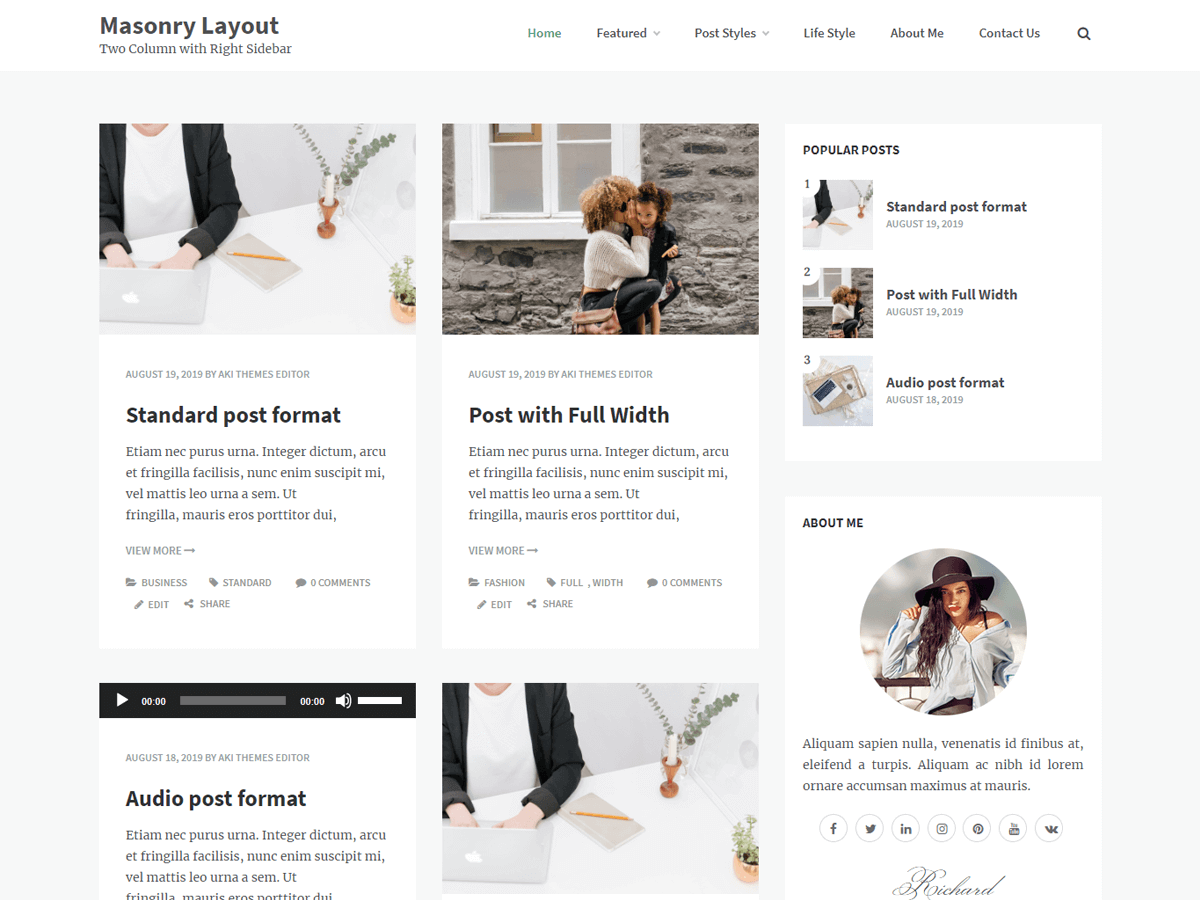 Masonry Layout
Two Column with Right Sidebar
Home Featured Post Styles Life Style About Me Contact Us
AUGUST 19, 2019 BY AKI THEMES EDITOR
Standard post format
Etiam nec purus urna. Integer dictum, arcu
et fringilla facilisis, nunc enim suscipit mi,
vel mattis leo urna a sem. Ut
fringilla, mauris eros porttitor dui,
VIEW MORE
BUSINESS STANDARD 0 COMMENTS
EDIT SHARE
AUGUST 19, 2019 BY AKI THEMES EDITOR
Post with Full Width
Etiam nec purus urna. Integer dictum, arcu
et fringilla facilisis, nunc enim suscipit mi,
vel mattis leo urna a sem. Ut
fringilla, mauris eros porttitor dui,
VIEW MORE
FASHION FULL , WIDTH 0 COMMENTS
EDIT SHARE
00:00 00:00
AUGUST 18, 2019 BY AKI THEMES EDITOR
Audio post format
Etiam nec purus urna. Integer dictum, arcu
et fringilla facilisis, nunc enim suscipit mi,
vel mattis leo urna a sem. Ut
fringilla, mauris eros porttitor dui,
POPULAR POSTS
1
Standard post format
AUGUST 19, 2019
2
Post with Full Width
AUGUST 19, 2019
3
Audio post format
AUGUST 18, 2019
ABOUT ME
Aliquam sapien nulla, venenatis id finibus at,
eleifend a turpis. Aliquam ac nibh id lorem
ornare accumsan maximus at mauris.
Richard